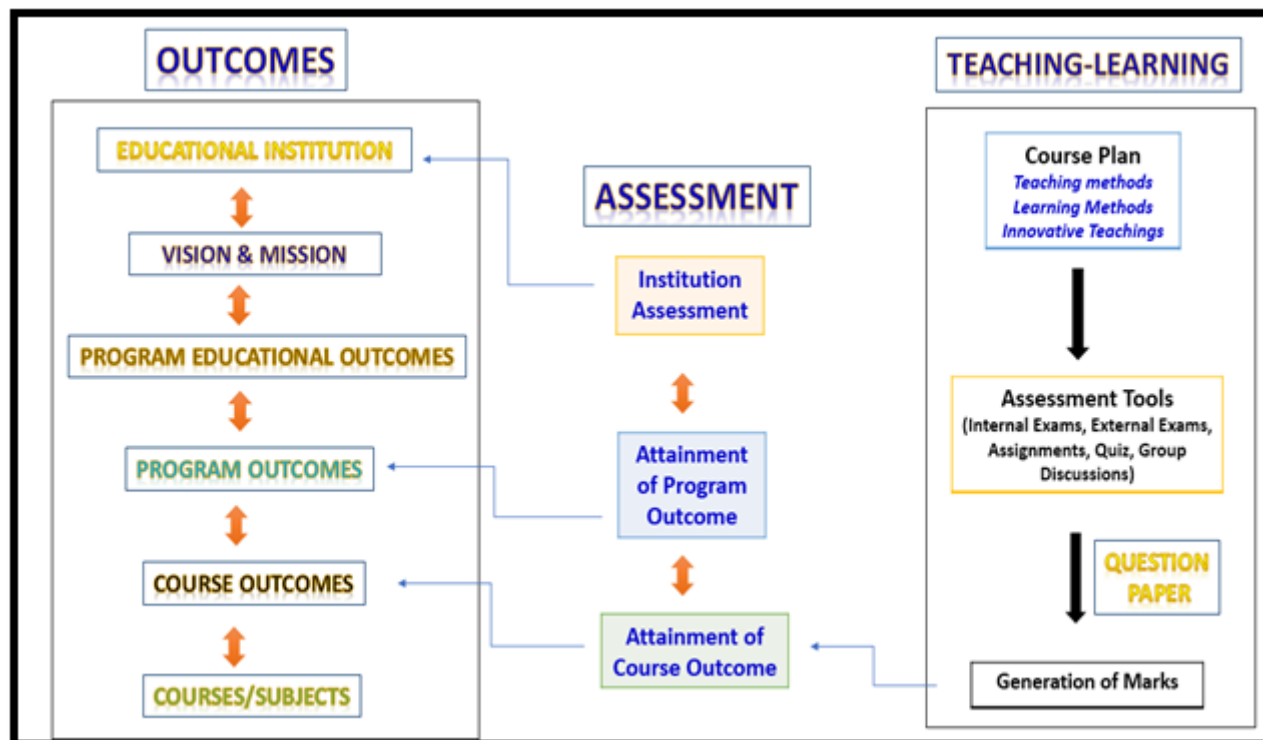 OUTCOMES
EDUCATIONAL INSTITUTION
VISION & MISSION
PROGRAM EDUCATIONAL OUTCOMES
PROGRAM OUTCOMES
COURSE OUTCOMES
COURSES/SUBJECTS
ASSESSMENT
Institution
Assessment
Attainment
of Program
Outcome
Attainment of
Course Outcome
TEACHING-LEARNING
Course Plan
Teaching methods
Learning Methods
Innovative Teachings
Assessment Tools
(Internal Exams, External Exams,
Assignments, Quiz, Group
Discussions)
QUESTION
PAPER
Generation of Marks